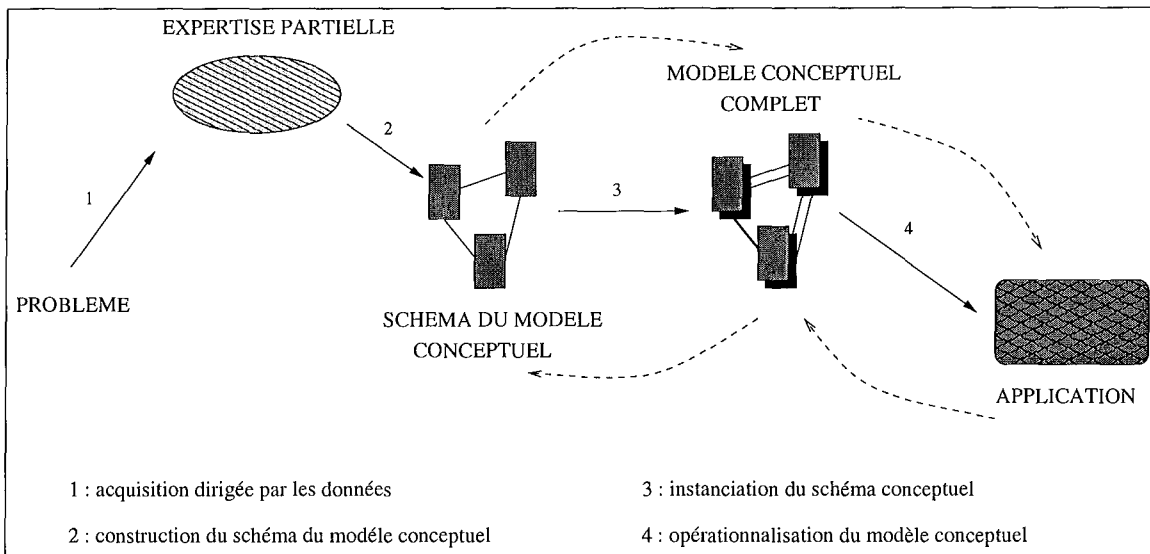 EXPERTISE PARTIELLE
MODELE CONCEPTUEL
COMPLET
2
1
3
4
PROBLEME
SCHEMA DU MODELE
CONCEPTUEL
APPLICATION
1 : acquisition dirigée par les données
2 : construction du schéma du modéle conceptuel
3 : instanciation du schéma conceptuel
4 : opérationnalisation du modèle conceptuel